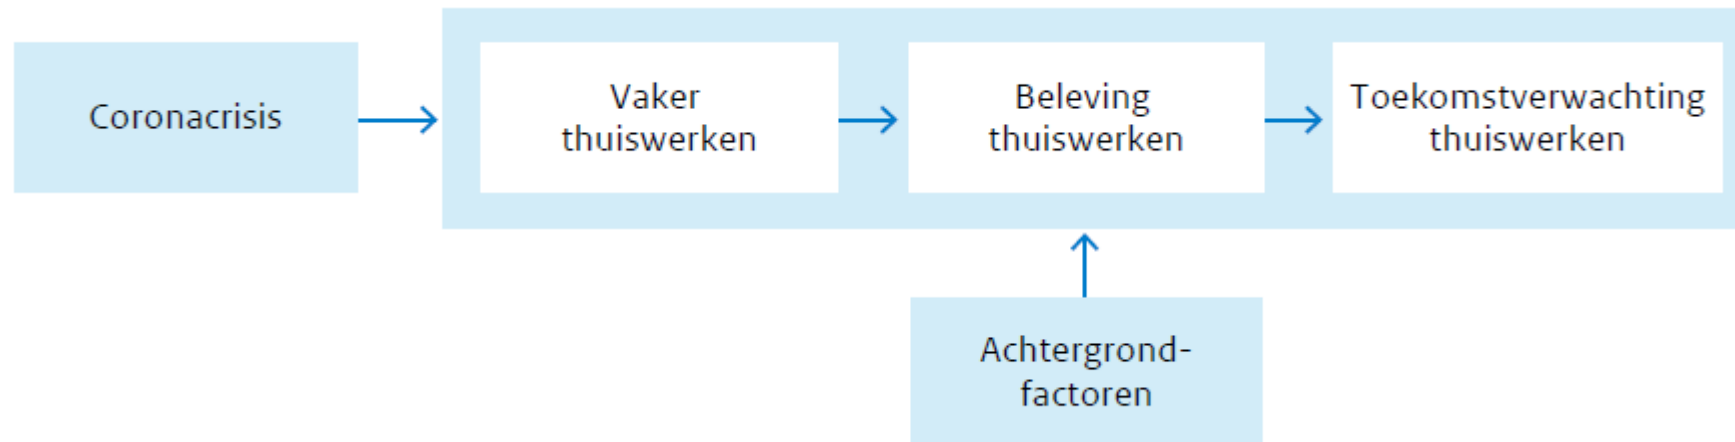 Coronacrisis
Vaker
thuiswerken
Beleving
thuiswerken
Toekomstverwachting
thuiswerken
Achtergrond-
factoren